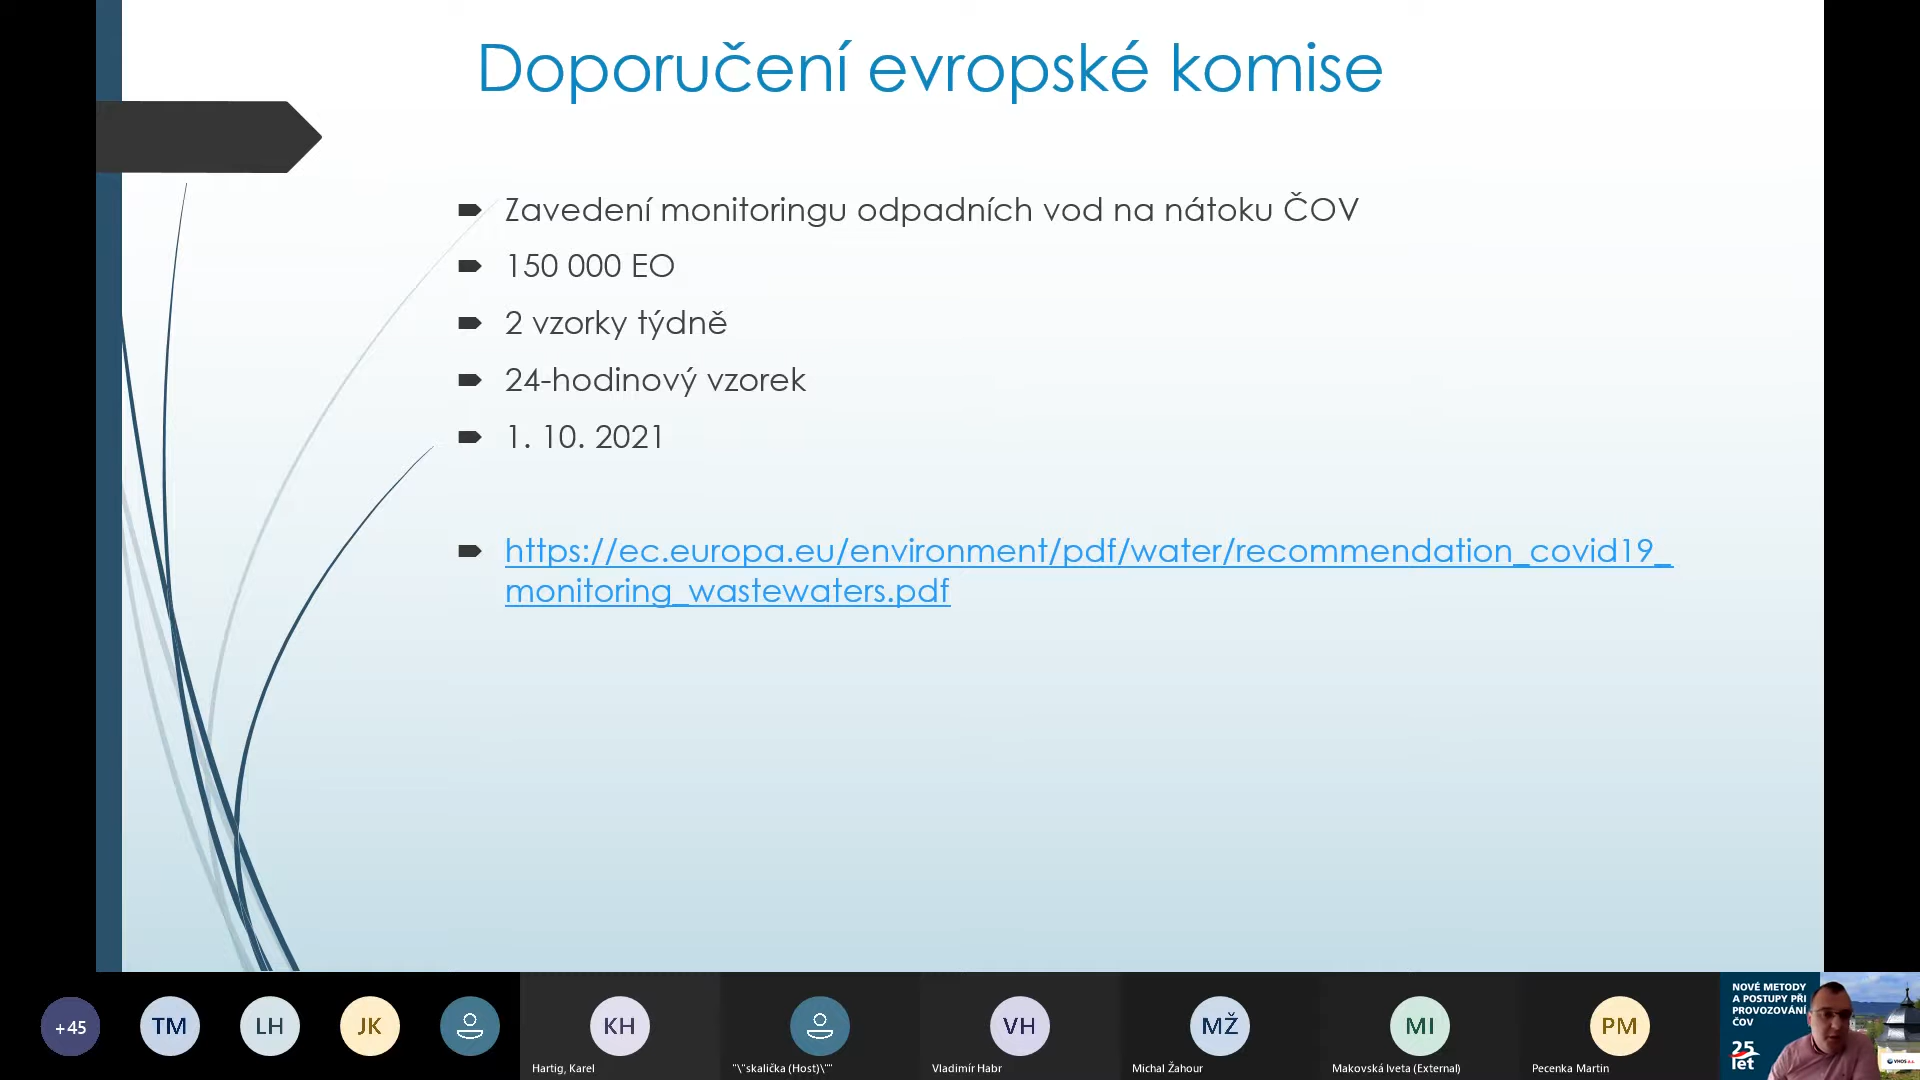 Doporučení evropské komise
Zavedení monitoringu odpadních vod na nátoku ČOV
150 000 EO
2 vzorky týdně
24-hodinový vzorek
1. 10. 2021
https://ec.europa.eu/environment/pdf/water/recommendation_covid19_
monitoring_wastewaters.pdf
+45
TM
LH
JK
KH
VH
MŽ
MI
PM
Hartig, Karel
"\"skalička (Host)\""
Vladimír Habr
Michal Žahour
Makovská Iveta (External)
Pecenka Martin
NOVÉ METODY
A POSTUPY PŘI
PROVOZOVÁNÍ
ČOV
25
let
VHOS a.s.